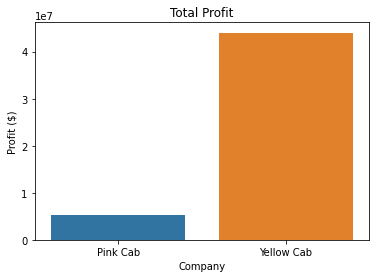 Total Profit
1e7
4
3
2
1
0
Profit ($)
Pink Cab
Yellow Cab
Company